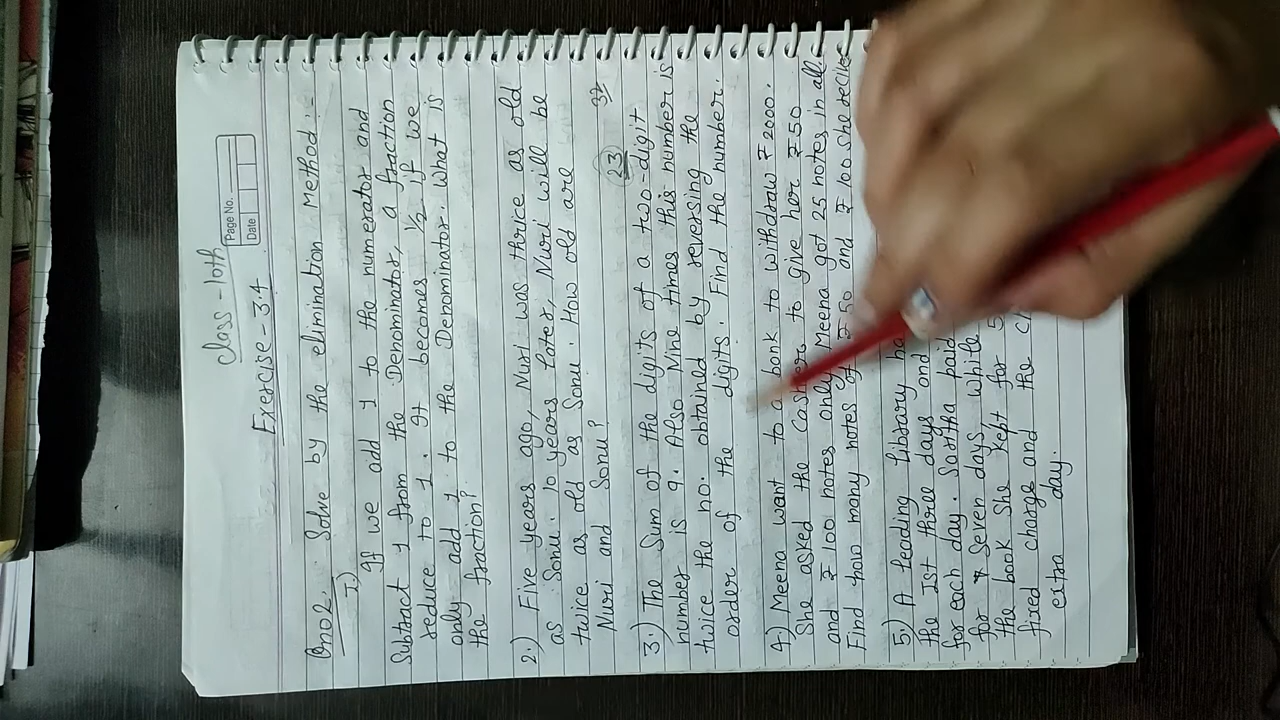 Class - 10th
Page No.
Date
Exercise - 3.4
Qno2. Solve by the elimination Method :-
I)
If we add 1 to the numerator and
Subtract 1 from the Denominator, a fraction
reduce to 1. It becomes 1/2 if we
only add 1 to the Denominator. What is
the fraction?
2.) Five years ago, Nuri was thrice as old
as Sonu. 10 years later, Nuri will be
twice as old as Sonu. How old are
Nuri and Sonu?
23
3.) The Sum of the digits of a two-digit
number is 9. Also Nine times this number is
twice the no. obtained by reversing the
order of the digits. Find the number.
4.) Meena want to a bank to withdraw ₹ 2000.
She asked the Cashier to give her ₹ 50
and ₹ 100 notes only Meena got 25 notes in all.
Find how many notes of ₹ 50 and ₹ 100 she
5.) A leading library
the Ist three days and
for each day. Saritha paid
for Seven days while
the book She Kept for 5
fixed charge and the
extra day.